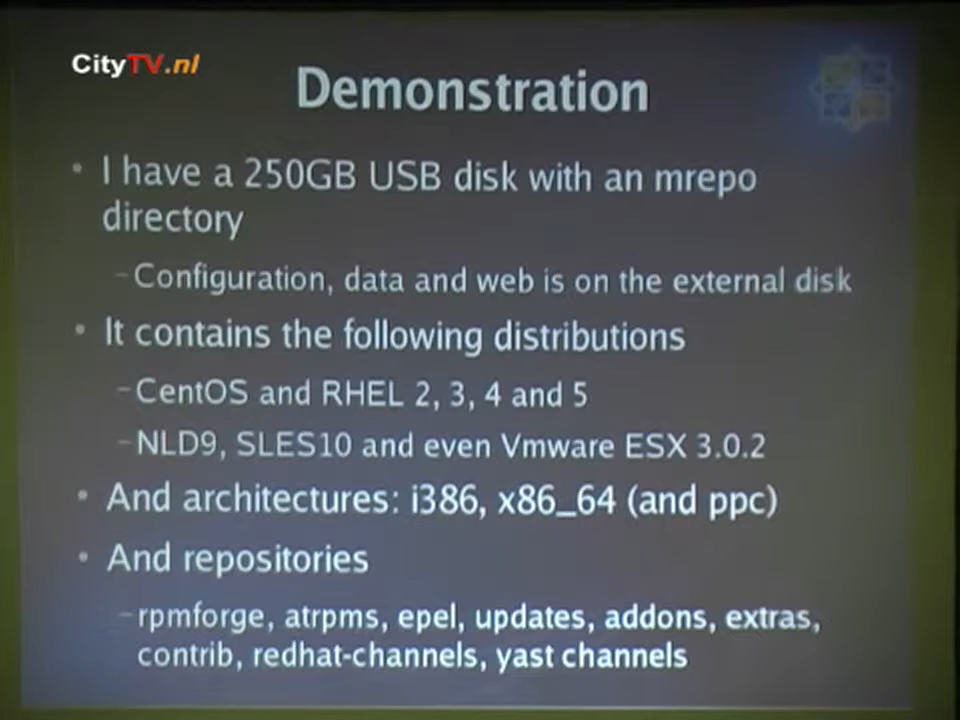 CityTV.nl
Demonstration
• I have a 250GB USB disk with an mrepo
directory
–Configuration, data and web is on the external disk
• It contains the following distributions
–CentOS and RHEL 2, 3, 4 and 5
–NLD9, SLES10 and even Vmware ESX 3.0.2
• And architectures: i386, x86_64 (and ppc)
• And repositories
–rpmforge, atrpms, epel, updates, addons, extras,
contrib, redhat-channels, yast channels